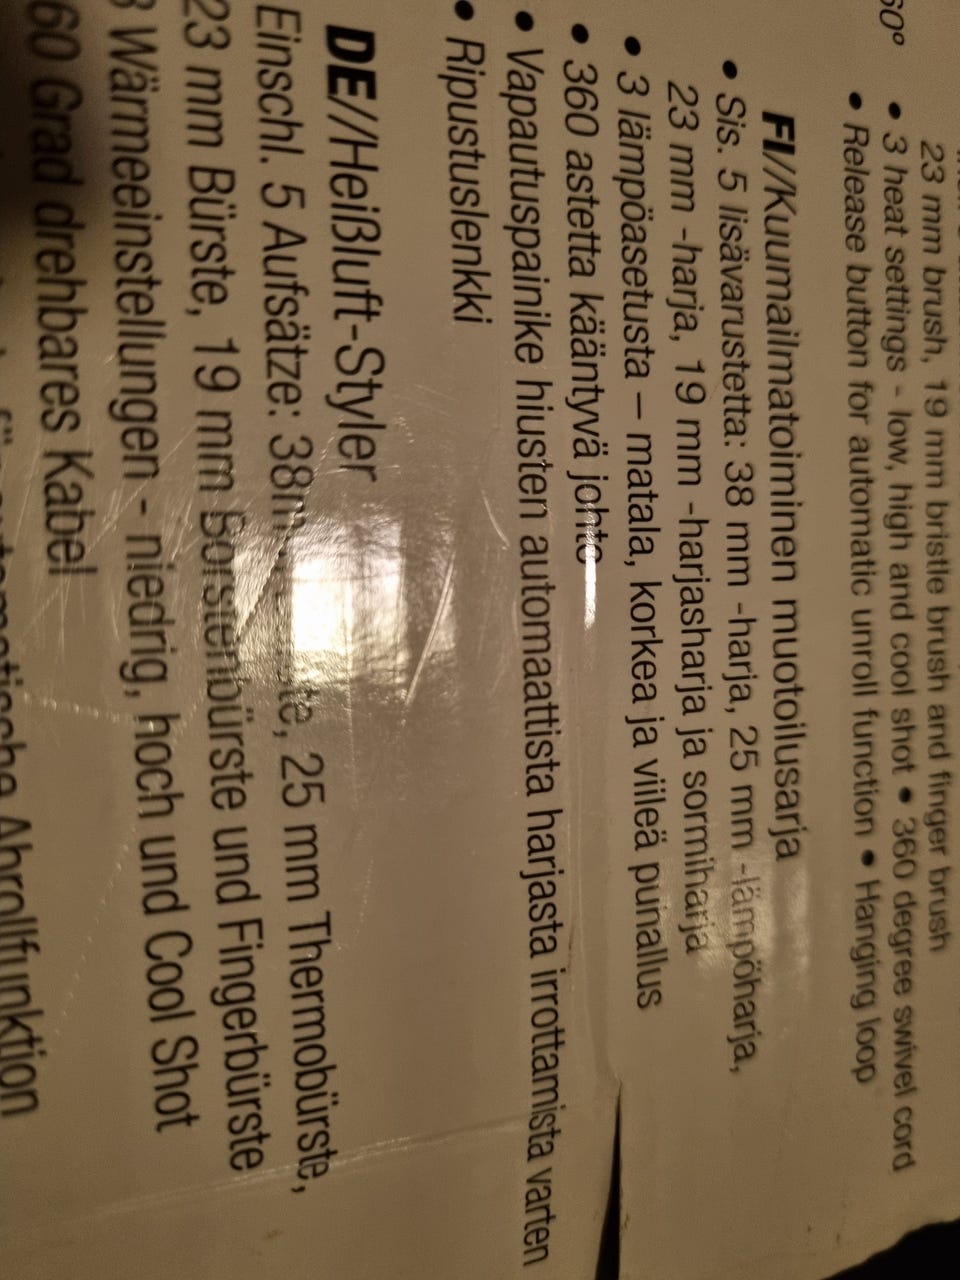 60º
23 mm brush, 19 mm bristle brush and finger brush
• 3 heat settings - low, high and cool shot • 360 degree swivel cord
• Release button for automatic unroll function • Hanging loop
FI//Kuumailmatoiminen muotoilusarja
• Sis. 5 lisävarustetta: 38 mm -harja, 25 mm -lämpöharja,
23 mm -harja, 19 mm -harjasharja ja sormiharja
• 3 lämpöasetusta – matala, korkea ja viileä punallus
• 360 astetta kääntyvä johto
• Vapautuspainike hiusten automaattista harjasta irrottamista varten
• Ripustuslenkki
DE//Heißluft-Styler
Einschl. 5 Aufsätze: 38m 25 mm Thermobürste,
23 mm Bürste, 19 mm Borstenbürste und Fingerbürste
3 Wärmeeinstellungen - niedrig, hoch und Cool Shot
60 Grad drehbares Kabel
Abrollfunktion